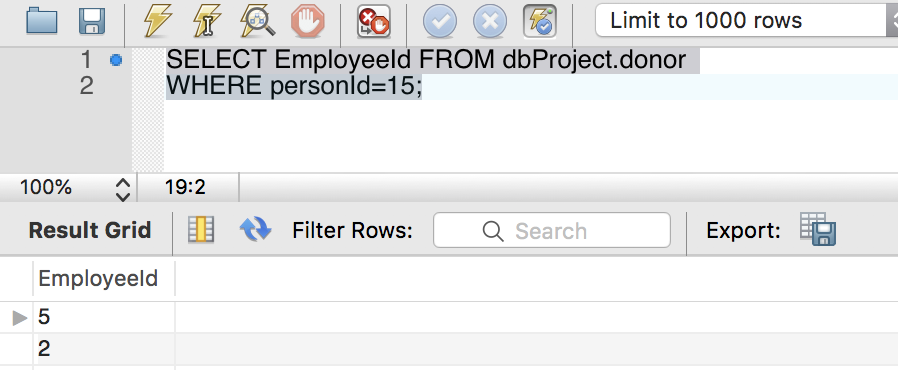 Limit to 1000 rows
1 SELECT EmployeeId FROM dbProject.donor
2 WHERE personId=15;
100% 19:2
Result Grid Filter Rows: Search Export:
EmployeeId
5
2